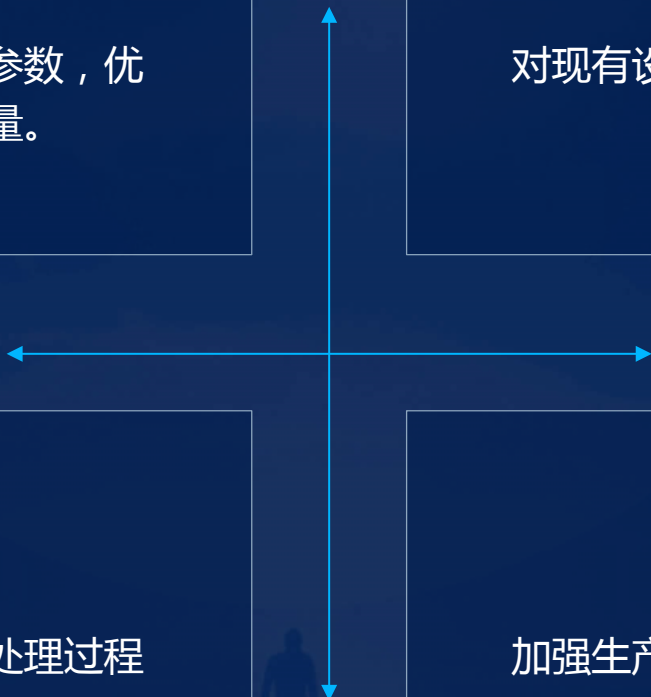 参数，优
量。
对现有设
处理过程
加强生产